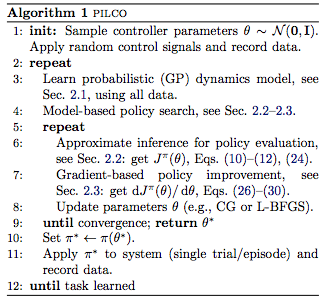 Algorithm 1 PILCO
1: init: Sample controller parameters θ ∼ N(0, I).
Apply random control signals and record data.
2: repeat
3: Learn probabilistic (GP) dynamics model, see
Sec. 2.1, using all data.
4: Model-based policy search, see Sec. 2.2–2.3.
5: repeat
6: Approximate inference for policy evaluation,
see Sec. 2.2: get J^π(θ), Eqs. (10)–(12), (24).
7: Gradient-based policy improvement, see
Sec. 2.3: get dJ^π(θ)/ dθ, Eqs. (26)–(30).
8: Update parameters θ (e.g., CG or L-BFGS).
9: until convergence; return θ*
10: Set π* ← π(θ*).
11: Apply π* to system (single trial/episode) and
record data.
12: until task learned